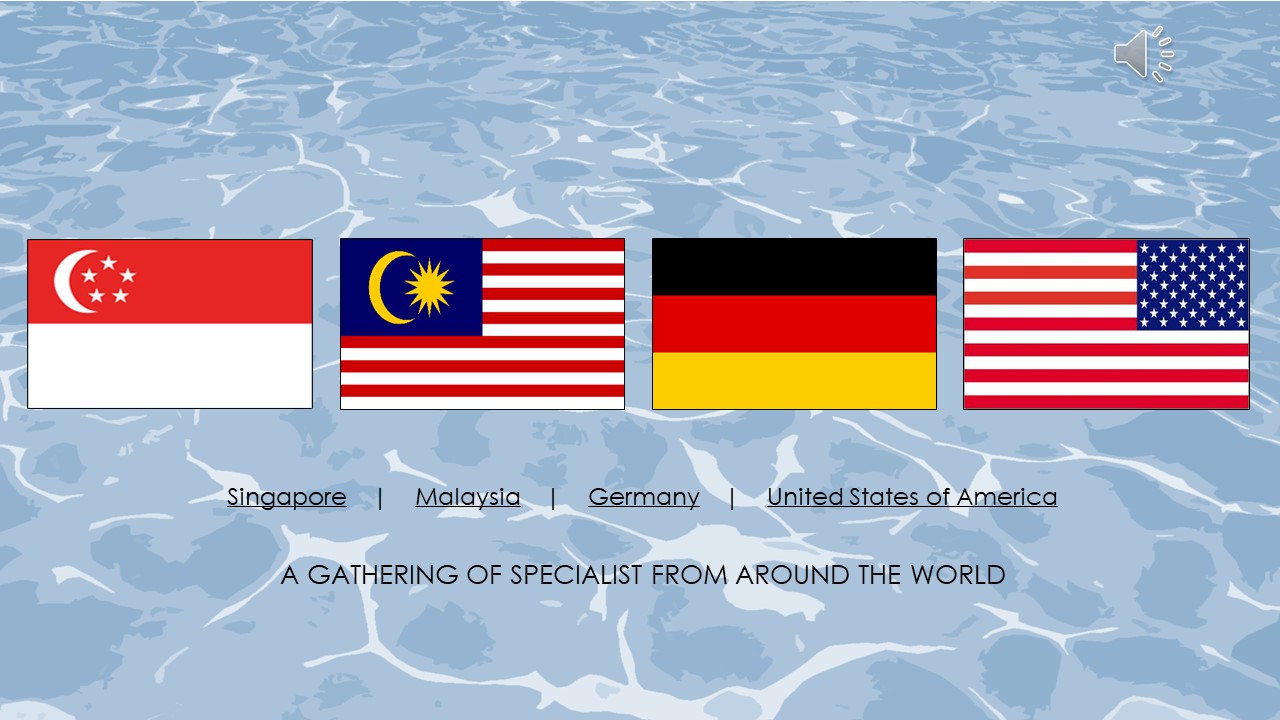 Singapore | Malaysia | Germany | United States of America
A GATHERING OF SPECIALIST FROM AROUND THE WORLD